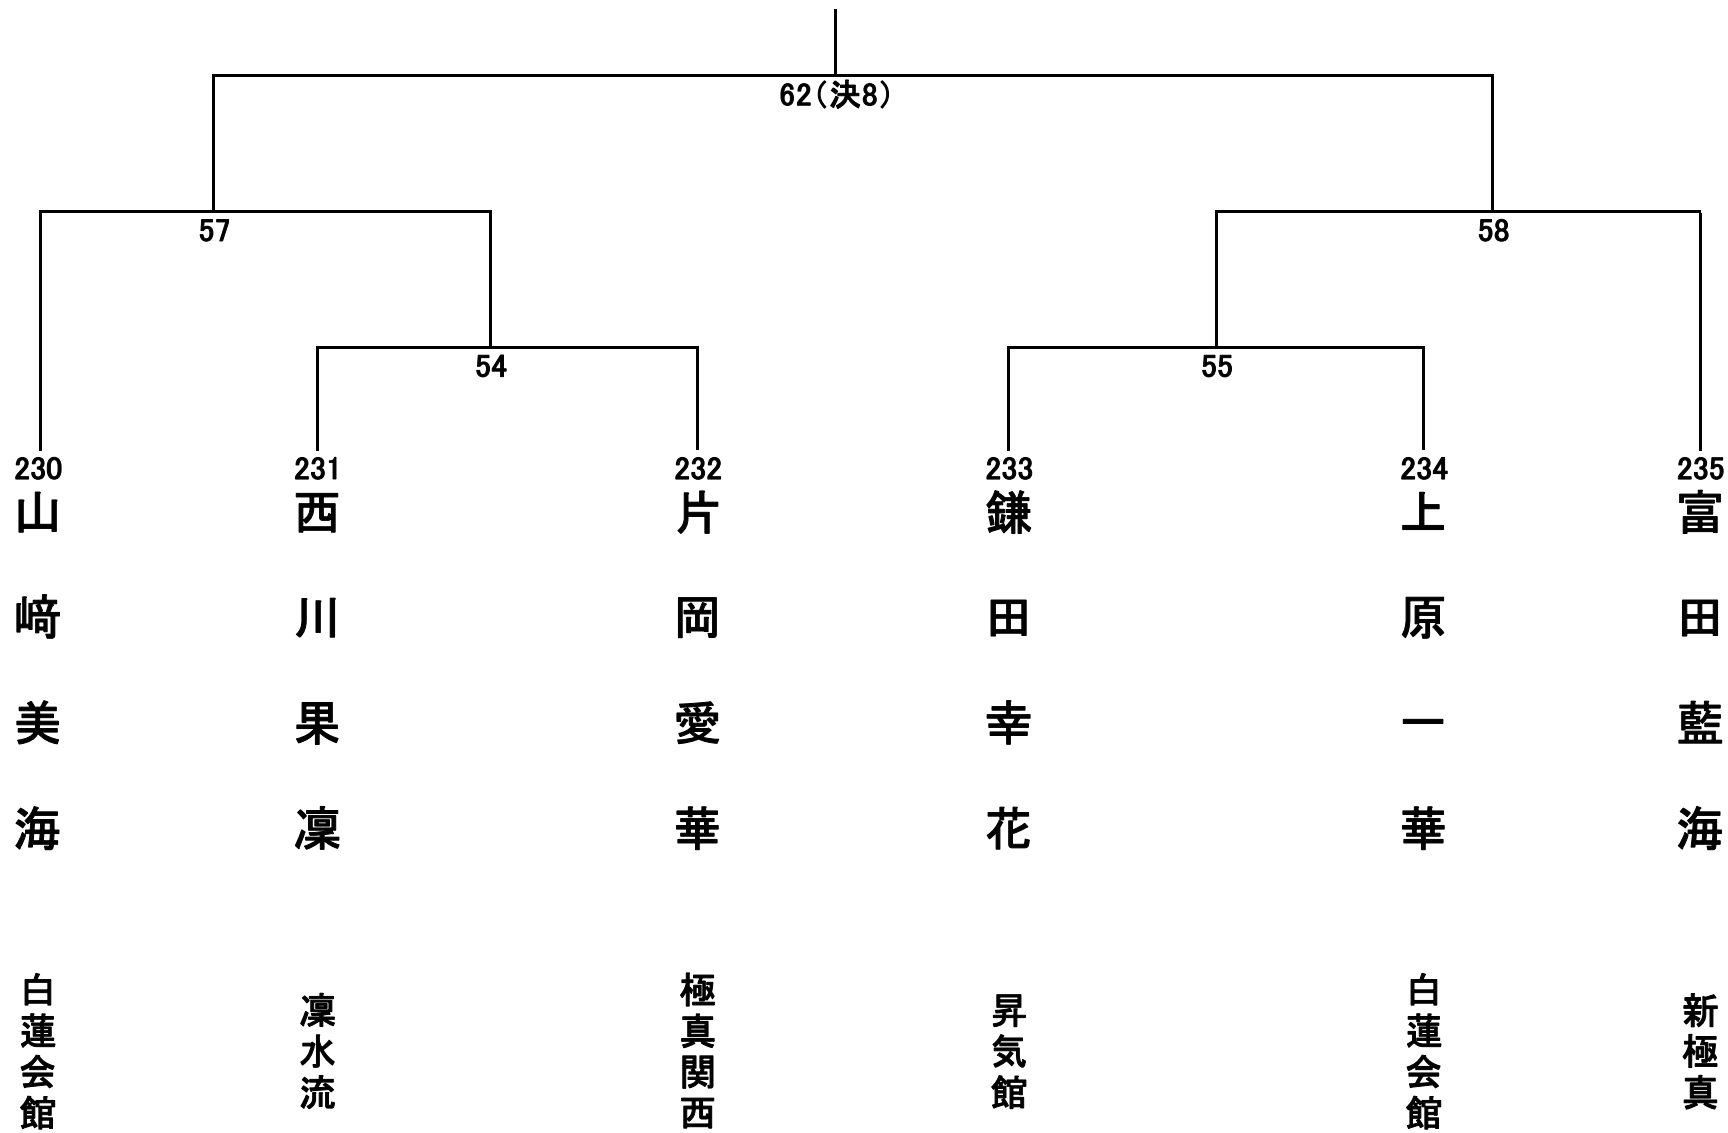 62(決8)
57
58
54
55
230
山﨑美海
白蓮会館
231
西川果凜
凜水流
232
片岡愛華
極真関西
233
鎌田幸花
昇気館
234
上原一華
白蓮会館
235
富田藍海
新極真